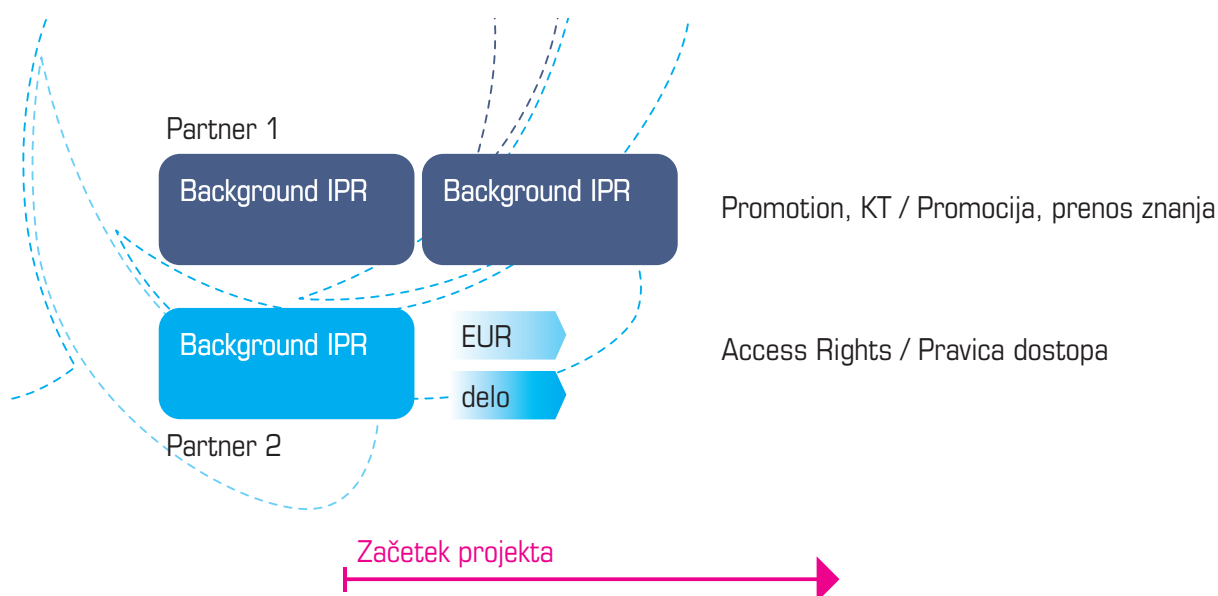 Partner 1
Background IPR
Background IPR
Promotion, KT / Promocija, prenos znanja
Background IPR
EUR
Access Rights / Pravica dostopa
delo
Partner 2
Začetek projekta